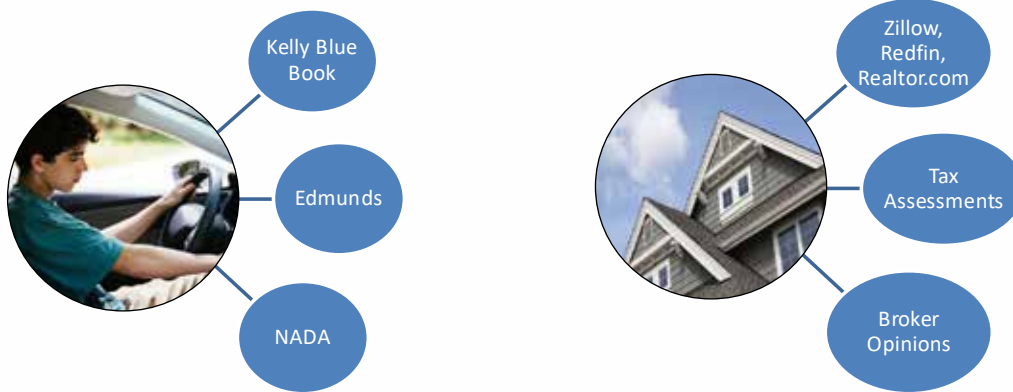 Kelly Blue
Book
Edmunds
NADA
Zillow,
Redfin,
Realtor.com
Tax
Assessments
Broker
Opinions